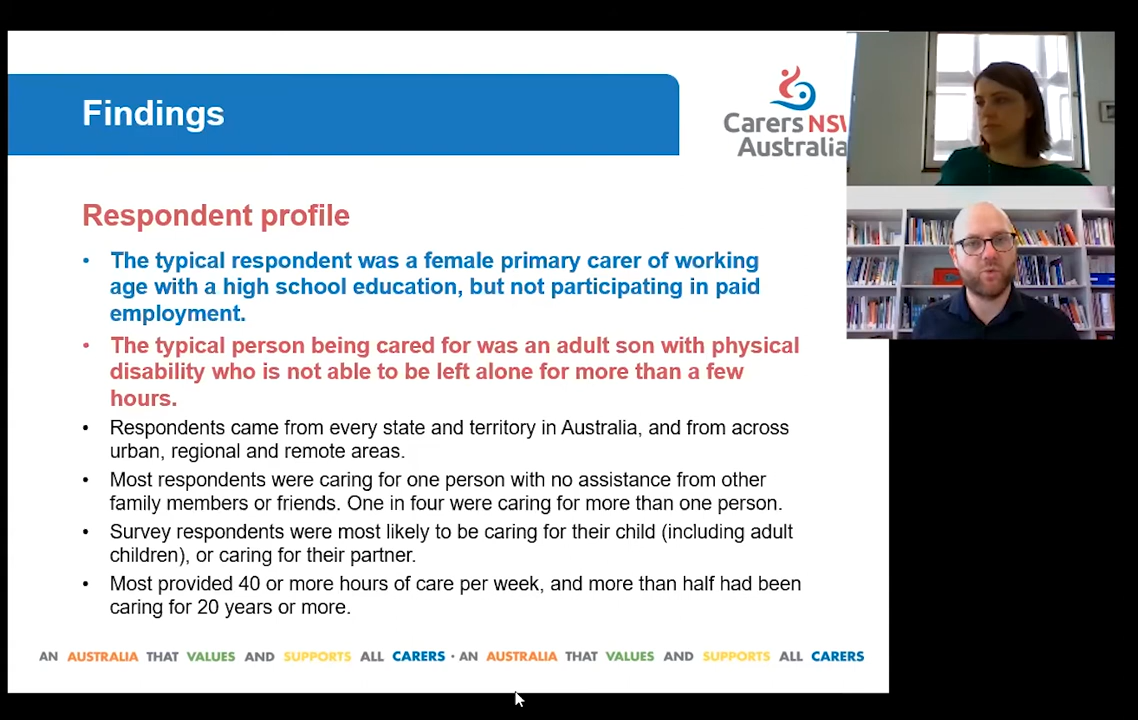 Findings
Carers NSW
Australia
Respondent profile
• The typical respondent was a female primary carer of working
age with a high school education, but not participating in paid
employment.
• The typical person being cared for was an adult son with physical
disability who is not able to be left alone for more than a few
hours.
• Respondents came from every state and territory in Australia, and from across
urban, regional and remote areas.
• Most respondents were caring for one person with no assistance from other
family members or friends. One in four were caring for more than one person.
• Survey respondents were most likely to be caring for their child (including adult
children), or caring for their partner.
• Most provided 40 or more hours of care per week, and more than half had been
caring for 20 years or more.
AN AUSTRALIA THAT VALUES AND SUPPORTS ALL CARERS · AN AUSTRALIA THAT VALUES AND SUPPORTS ALL CARERS